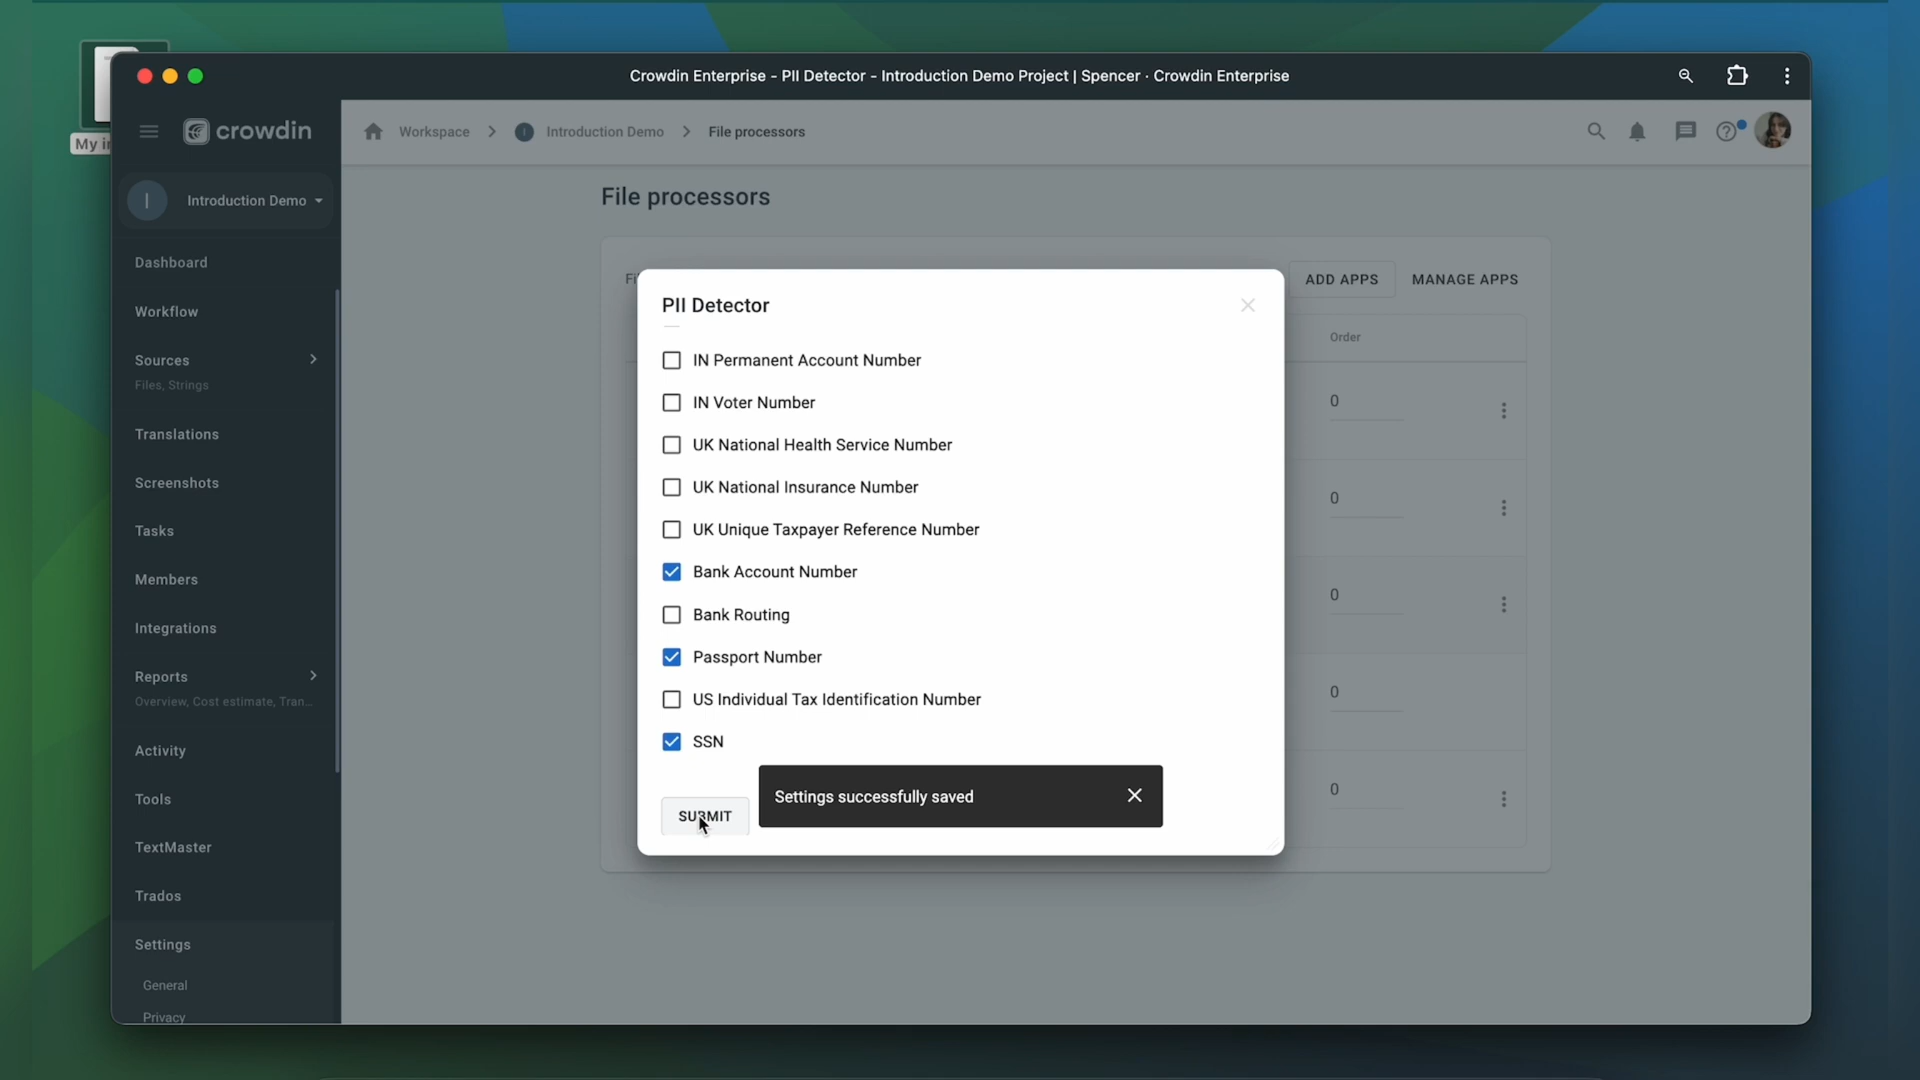 Crowdin Enterprise - PII Detector - Introduction Demo Project | Spencer · Crowdin Enterprise
My i
crowdin
Workspace
I
Introduction Demo
File processors
I
Introduction Demo
Dashboard
Workflow
Sources
Files, Strings
Translations
Screenshots
Tasks
Members
Integrations
Reports
Overview, Cost estimate, Tran...
Activity
Tools
TextMaster
Trados
Settings
General
Privacy
File processors
ADD APPS
MANAGE APPS
Order
0
0
0
0
0
PII Detector
IN Permanent Account Number
IN Voter Number
UK National Health Service Number
UK National Insurance Number
UK Unique Taxpayer Reference Number
Bank Account Number
Bank Routing
Passport Number
US Individual Tax Identification Number
SSN
SUBMIT
Settings successfully saved